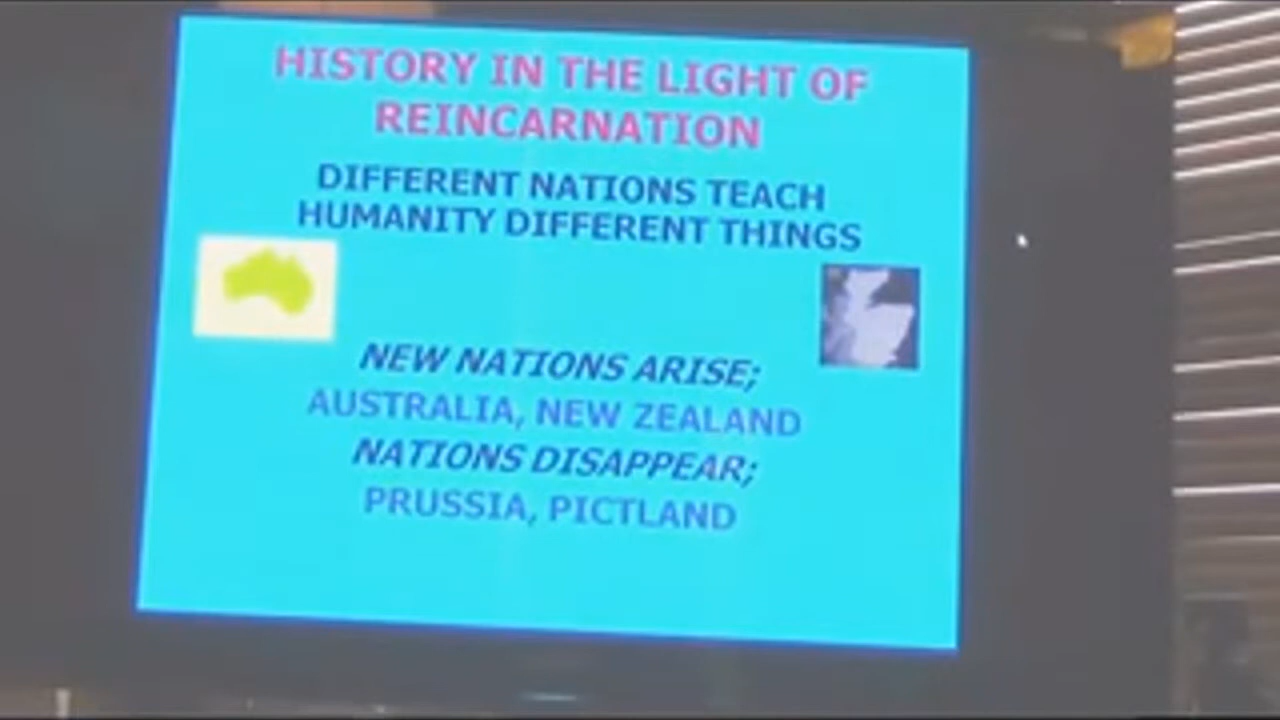 HISTORY IN THE LIGHT OF
REINCARNATION
DIFFERENT NATIONS TEACH
HUMANITY DIFFERENT THINGS
NEW NATIONS ARISE;
AUSTRALIA, NEW ZEALAND
NATIONS DISAPPEAR;
PRUSSIA, PICTLAND